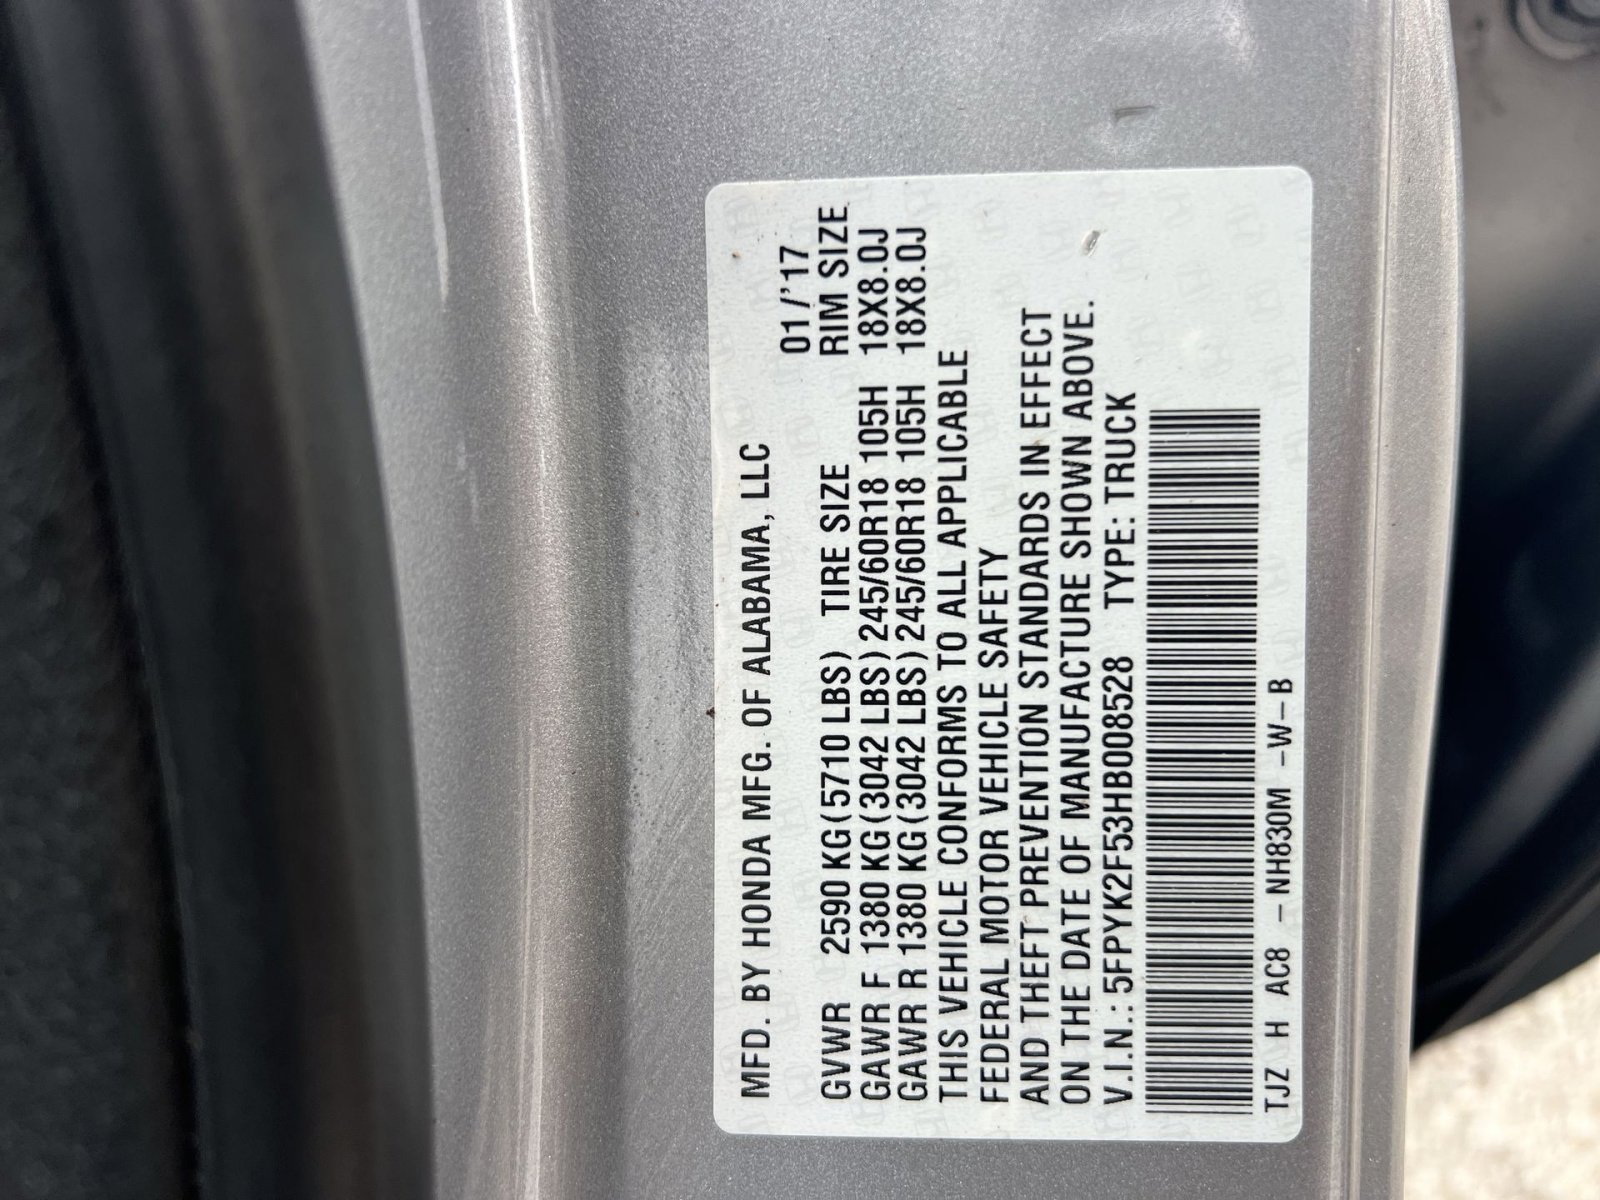 MFD. BY HONDA MFG. OF ALABAMA, LLC
01/'17
GVWR 2590 KG(5710 LBS) TIRE SIZE RIM SIZE
GAWR F 1380 KG(3042 LBS) 245/60R18 105H 18X8.0J
GAWR R 1380 KG(3042 LBS) 245/60R18 105H 18X8.0J
THIS VEHICLE CONFORMS TO ALL APPLICABLE
FEDERAL MOTOR VEHICLE SAFETY
AND THEFT PREVENTION STANDARDS IN EFFECT
ON THE DATE OF MANUFACTURE SHOWN ABOVE.
V.I.N.: 5FPYK2F53HB008528 TYPE: TRUCK
TJZ H AC8 - NH830M -W-B